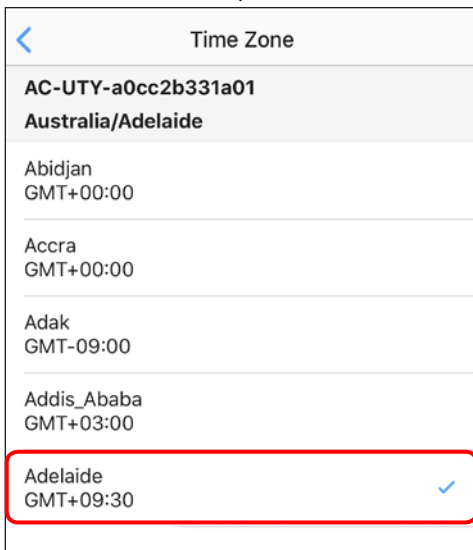 Time Zone
AC-UTY-a0cc2b331a01
Australia/Adelaide
Abidjan
GMT+00:00
Accra
GMT+00:00
Adak
GMT-09:00
Addis_Ababa
GMT+03:00
Adelaide
GMT+09:30